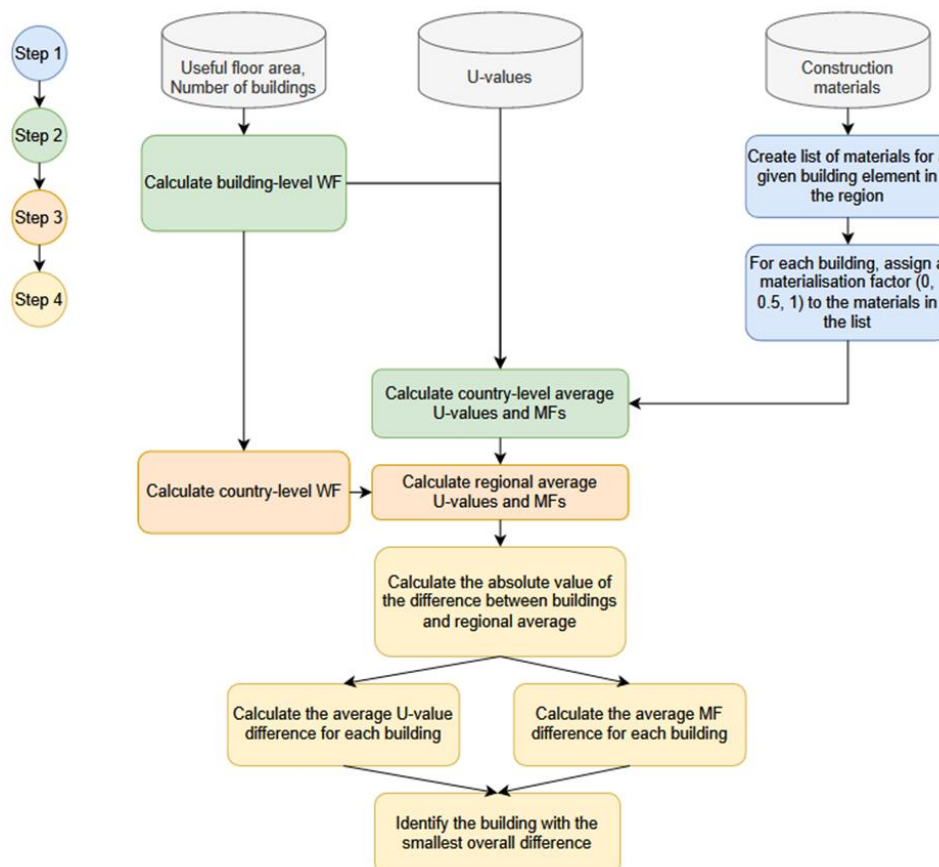 Step 1
Step 2
Step 3
Step 4
Useful floor area,
Number of buildings
U-values
Construction
materials
Calculate building-level WF
Create list of materials for
given building element in
the region
For each building, assign a
materialisation factor (0,
0.5, 1) to the materials in
the list
Calculate country-level average
U-values and MFs
Calculate country-level WF
Calculate regional average
U-values and MFs
Calculate the absolute value of
the difference between buildings
and regional average
Calculate the average U-value
difference for each building
Calculate the average MF
difference for each building
Identify the building with the
smallest overall difference